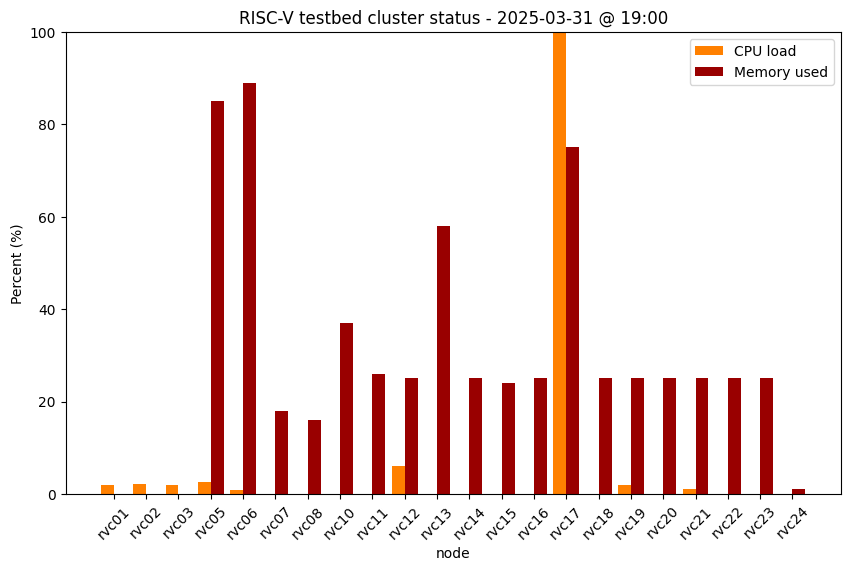 RISC-V testbed cluster status - 2025-03-31 @ 19:00
CPU load
Memory used
Percent (%)
100
80
60
40
20
0
rvc01
rvc02
rvc03
rvc05
rvc06
rvc07
rvc08
rvc10
rvc11
rvc12
rvc13
rvc14
rvc15
rvc16
rvc17
rvc18
rvc19
rvc20
rvc21
rvc22
rvc23
rvc24
node